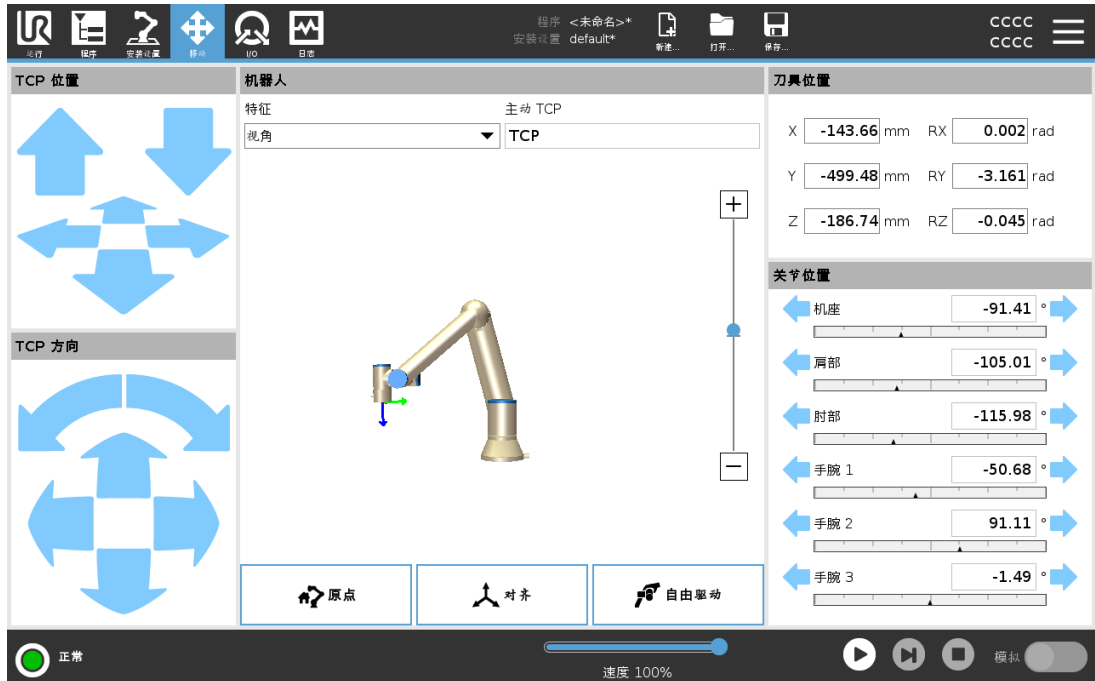 程序 <未命名>*
安装设置 default*
CCCC
CCCC
运行
程序
安装设置
移动
I/O
日志
新建...
打开...
保存...
TCP 位置
机器人
刀具位置
特征
主动 TCP
视角
TCP
X -143.66 mm RX 0.002 rad
Y -499.48 mm RY -3.161 rad
Z -186.74 mm RZ -0.045 rad
关节位置
机座 -91.41 °
肩部 -105.01 °
肘部 -115.98 °
手腕 1 -50.68 °
手腕 2 91.11 °
手腕 3 -1.49 °
TCP 方向
原点
对齐
自由驱动
正常
速度 100%
模拟